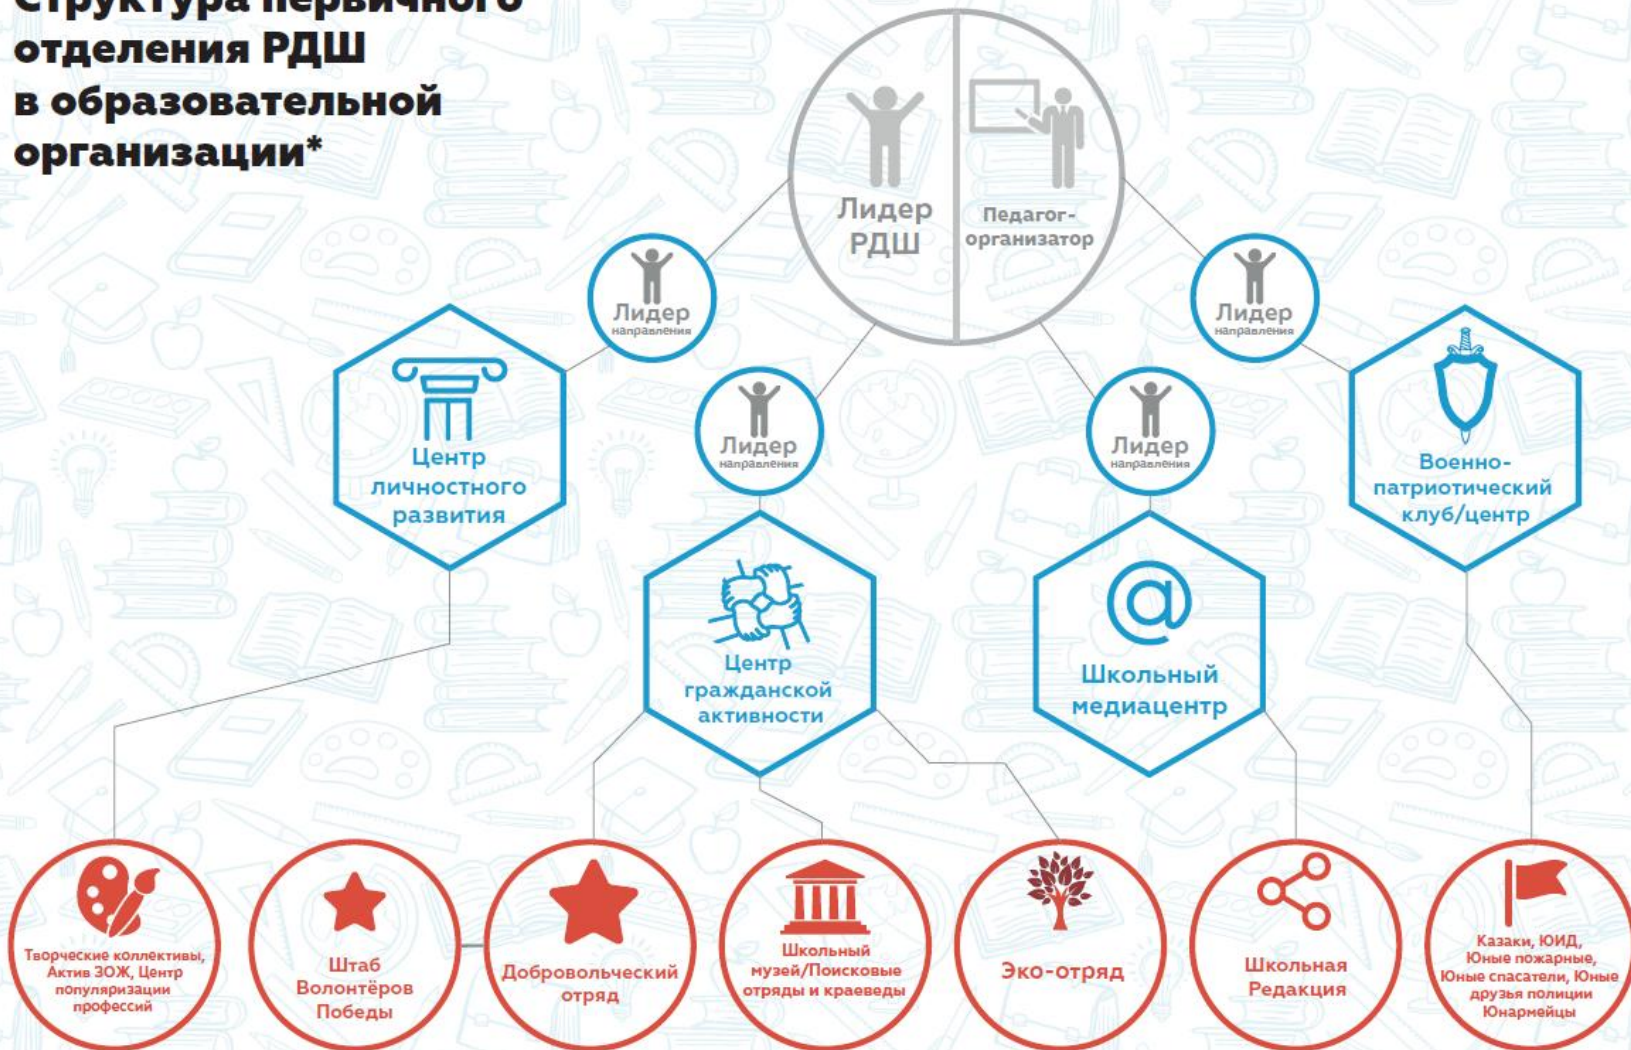 Структура первичного
отделения РДШ
в образовательной
организации*
Лидер
РДШ
Педагог-
организатор
Лидер
направления
Лидер
направления
Лидер
направления
Лидер
направления
Центр
личностного
развития
Центр
гражданской
активности
@
Школьный
медиацентр
Военно-
патриотический
клуб/центр
Творческие коллективы,
Актив ЗОЖ, Центр
популяризации
профессий
Штаб
Волонтёров
Победы
Добровольческий
отряд
Школьный
музей/Поисковые
отряды и краеведы
Эко-отряд
Школьная
Редакция
Казаки, ЮИД,
Юные пожарные,
Юные спасатели, Юные
друзья полиции
Юнармейцы